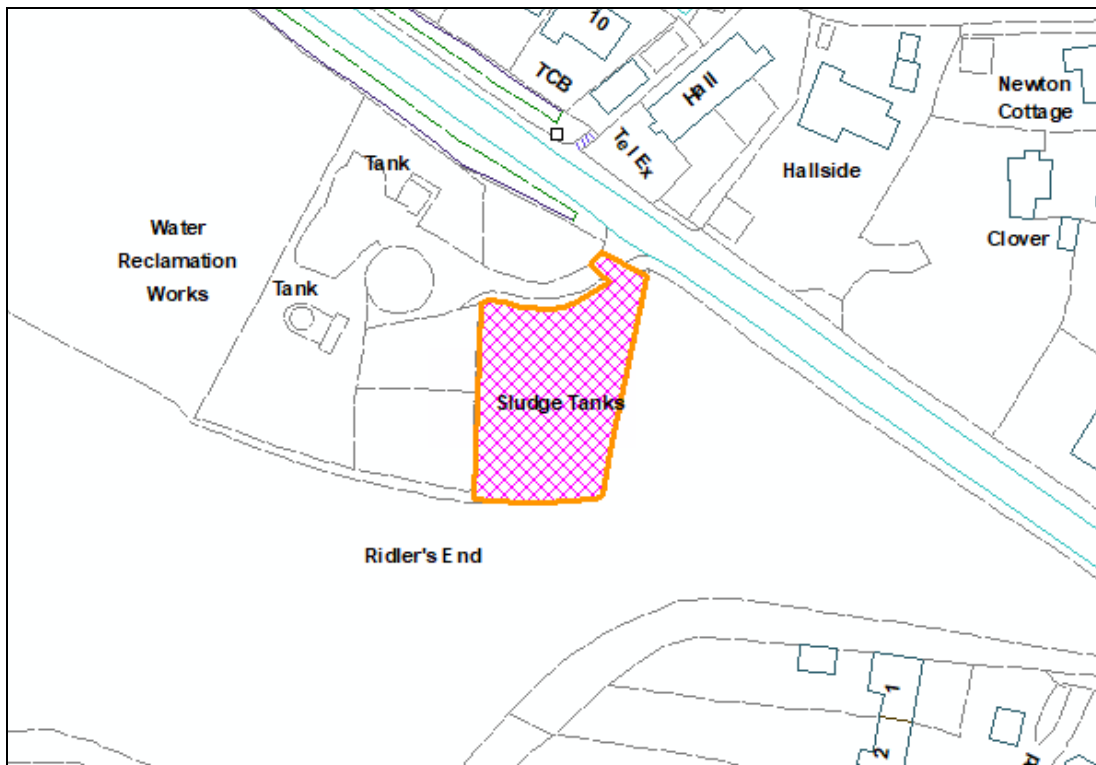 10
TCB
Hall
Tel Ex
Newton
Cottage
Tank
Hallside
Water
Reclamation
Works
Clover
Tank
Sludge Tanks
Ridler's End
1
2